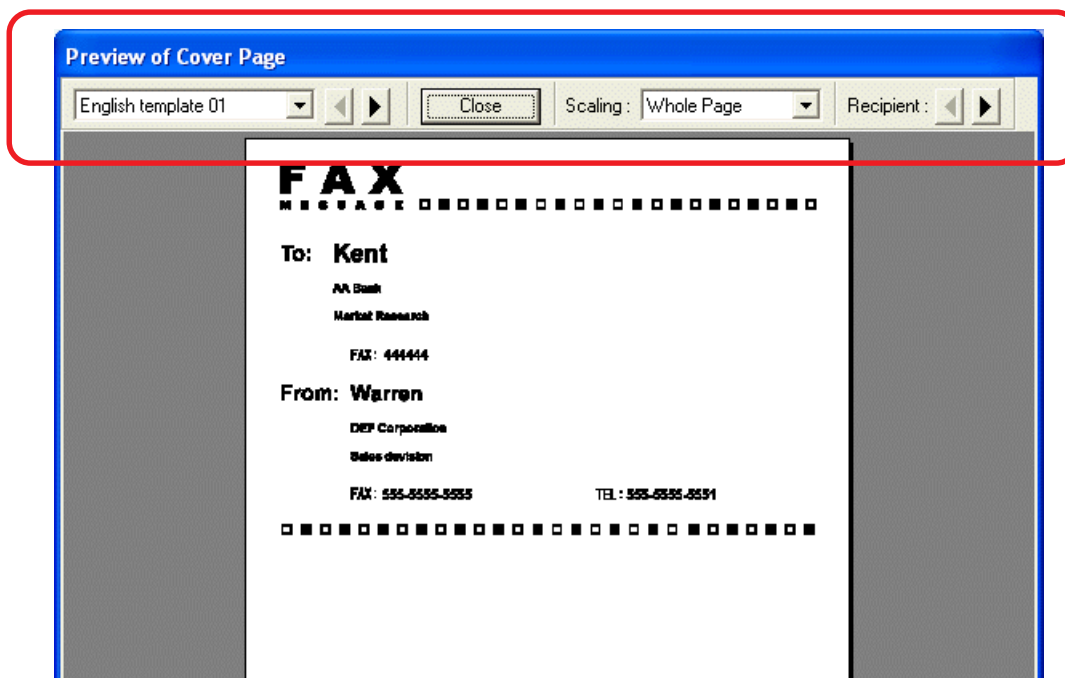 Preview of Cover Page
English template 01 Close Scaling : Whole Page Recipient :
FAX
MESSAGE
To: Kent
AA Bank
Market Research
FAX : 444444
From: Warren
DEF Corporation
Sales devision
FAX : 555-5555-5555 TEL : 555-5555-5551